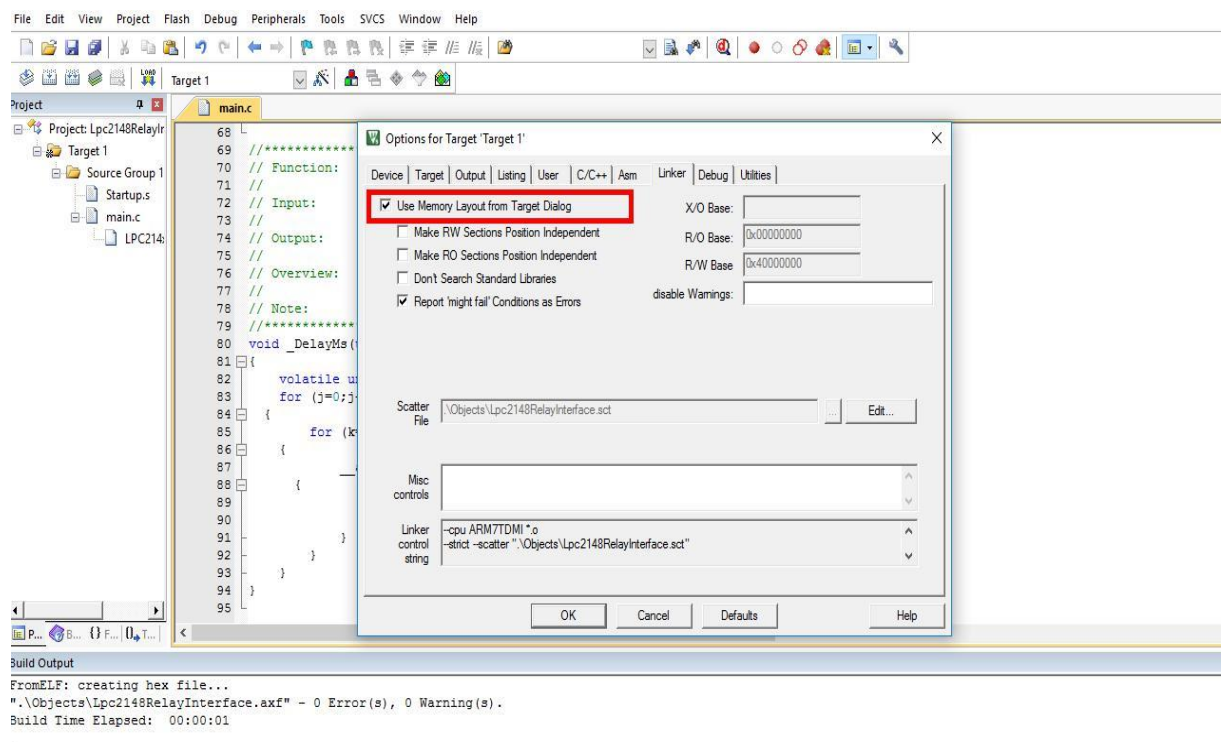 File Edit View Project Flash Debug Peripherals Tools SVCS Window Help
LOAD Target 1
Project
main.c
Project: Lpc2148RelayIr
Target 1
Source Group 1
Startup.s
main.c
LPC214
68
69 //************
70 // Function:
71 //
72 // Input:
73 //
74 // Output:
75 //
76 // Overview:
77 //
78 // Note:
79 //************
80 void _DelayMs(
81 {
82 volatile u
83 for (j=0;j
84 {
85 for (k
86 {
87 __
88 {
89
90
91 }
92 }
93 }
94 }
95
Options for Target 'Target 1'
Device Target Output Listing User C/C++ Asm Linker Debug Utilities
Use Memory Layout from Target Dialog
Make RW Sections Position Independent
Make RO Sections Position Independent
Don't Search Standard Libraries
Report 'might fail' Conditions as Errors
X/O Base:
R/O Base: 0x00000000
R/W Base 0x40000000
disable Warnings:
Scatter File .\Objects\Lpc2148RelayInterface.sct ... Edit...
Misc controls
Linker control string
--cpu ARM7TDMI *.o
--strict --scatter ".\Objects\Lpc2148RelayInterface.sct"
OK Cancel Defaults Help
P... B... {} F... 0 T...
Build Output
FromELF: creating hex file...
".\Objects\Lpc2148RelayInterface.axf" - 0 Error(s), 0 Warning(s).
Build Time Elapsed: 00:00:01